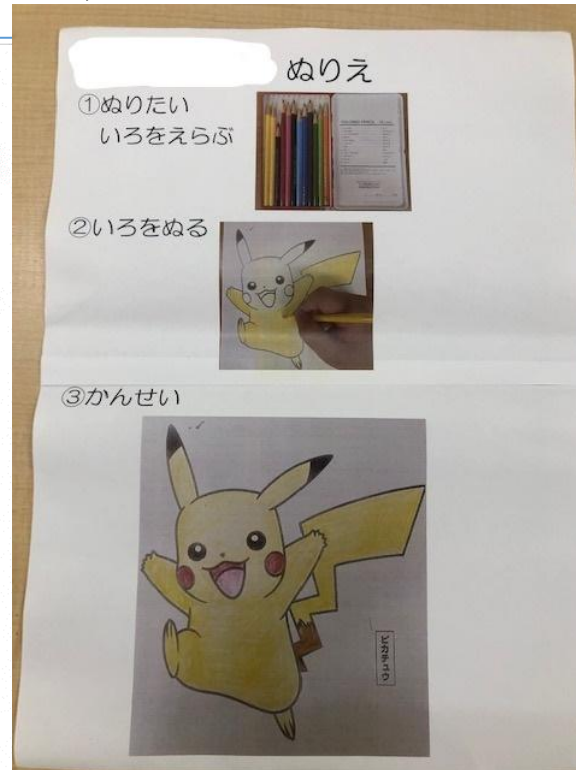 ぬりえ
①ぬりたい
いろをえらぶ
②いろをぬる
③かんせい
ピカチュウ